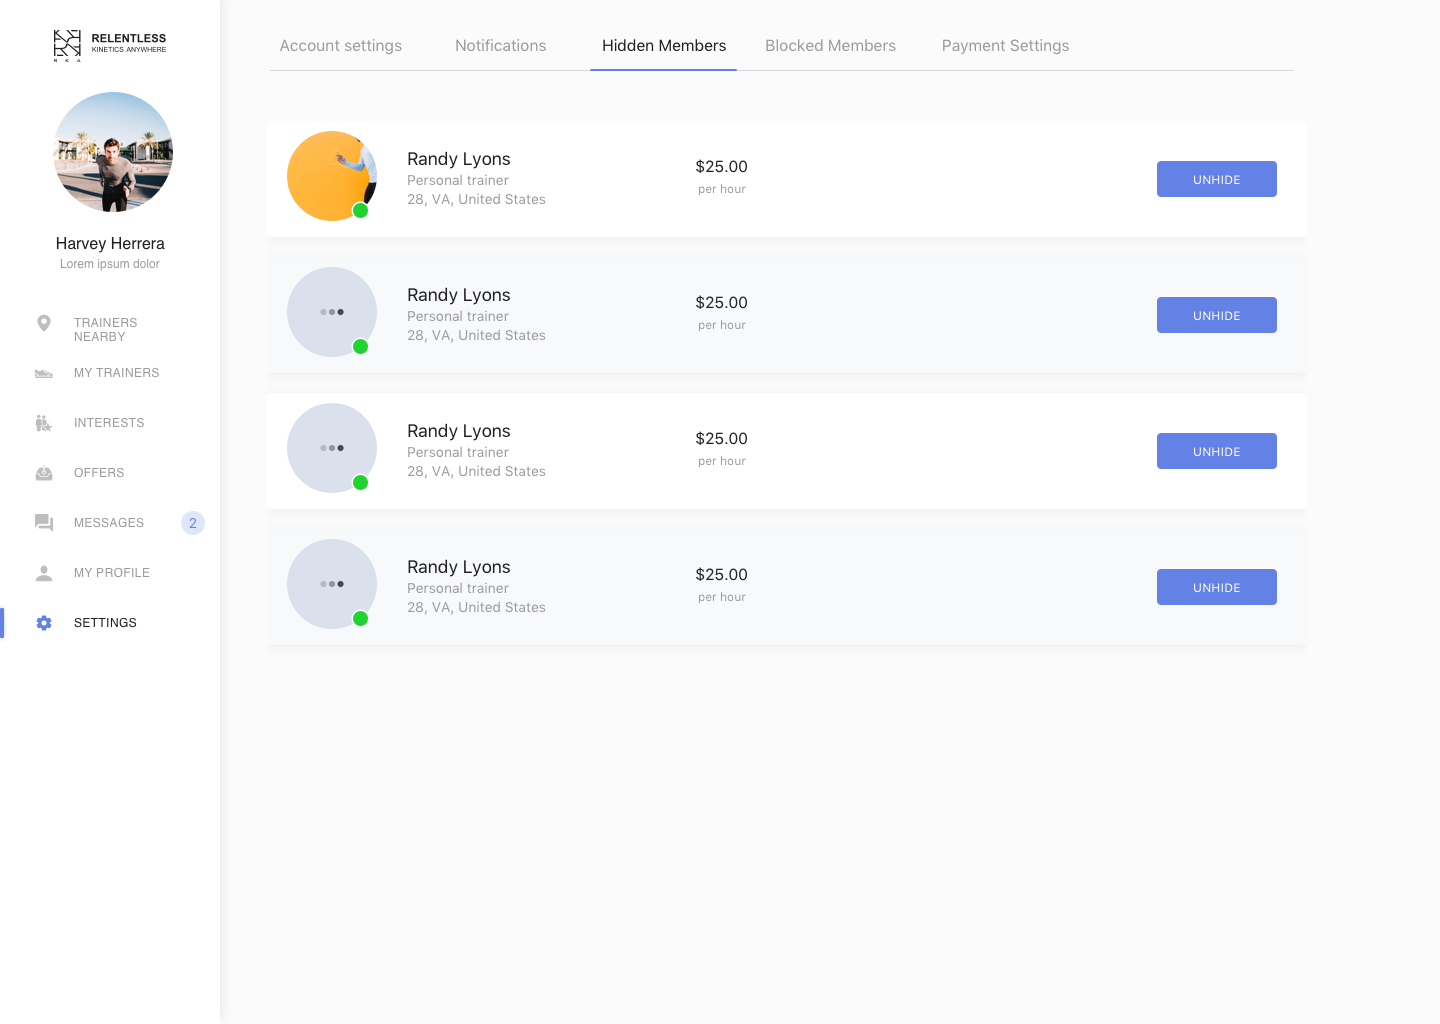 RELENTLESS
KINETICS ANYWHERE
R K A
Harvey Herrera
Lorem ipsum dolor
TRAINERS
NEARBY
MY TRAINERS
INTERESTS
OFFERS
MESSAGES 2
MY PROFILE
SETTINGS
Account settings Notifications Hidden Members Blocked Members Payment Settings
Randy Lyons
Personal trainer
28, VA, United States
$25.00
per hour
UNHIDE
Randy Lyons
Personal trainer
28, VA, United States
$25.00
per hour
UNHIDE
Randy Lyons
Personal trainer
28, VA, United States
$25.00
per hour
UNHIDE
Randy Lyons
Personal trainer
28, VA, United States
$25.00
per hour
UNHIDE